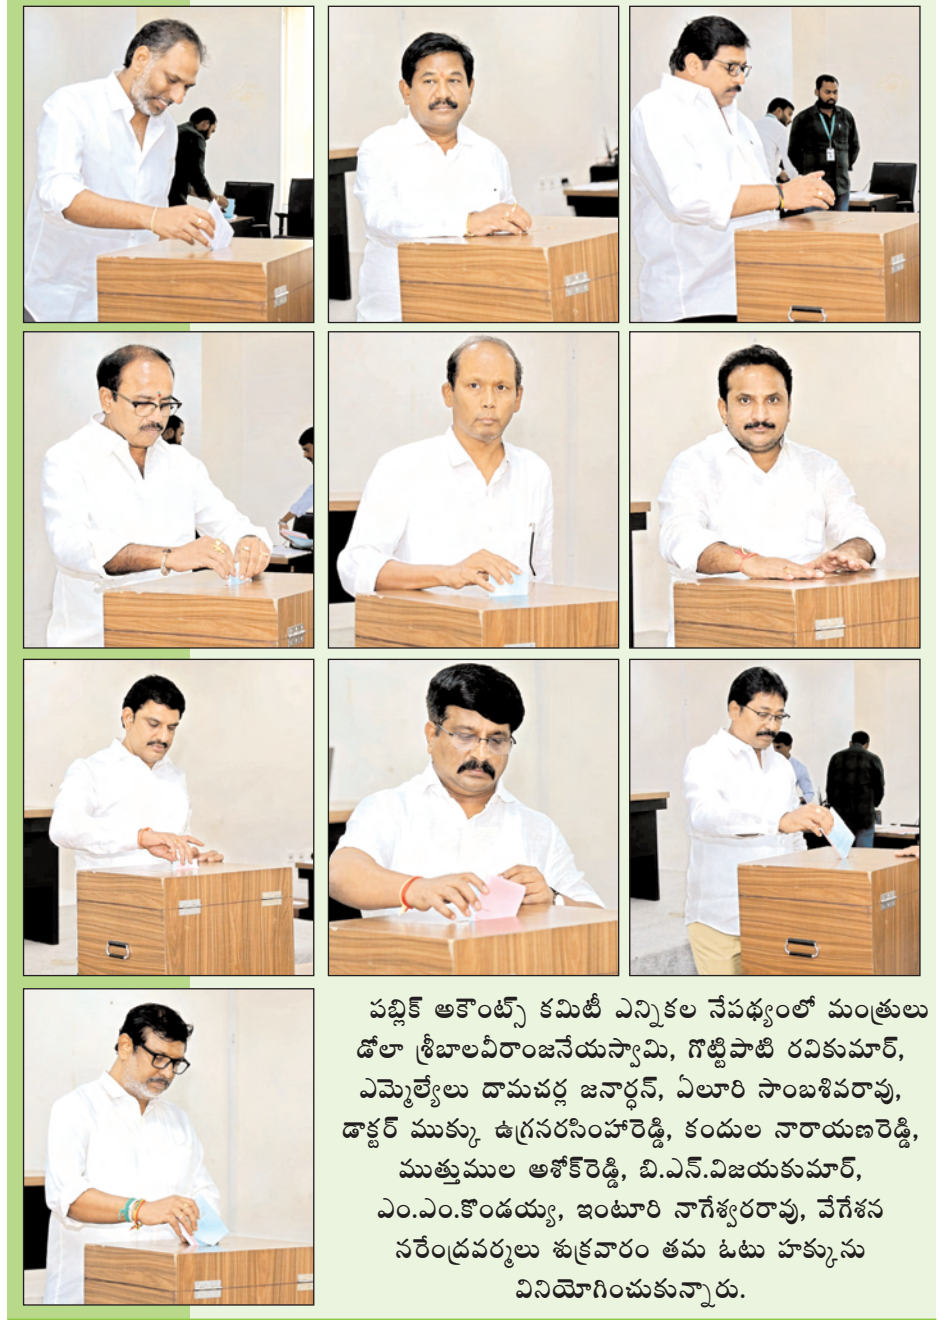 పబ్లిక్ అకౌంట్స్ కమిటీ ఎన్నికల నేపథ్యంలో మంత్రులు
డోలా శ్రీబాలవీరాంజనేయస్వామి, గొట్టిపాటి రవికుమార్,
ఎమ్మెల్యేలు దామచర్ల జనార్ధన్, ఏలూరి సాంబశివరావు,
డాక్టర్ ముక్కు ఉగ్రనరసింహారెడ్డి, కందుల నారాయణరెడ్డి,
ముత్తుముల అశోక్‌రెడ్డి, బి.ఎన్.విజయకుమార్,
ఎం.ఎం.కొండయ్య, ఇంటూరి నాగేశ్వరరావు, వేగేశన
నరేంద్రవర్మలు శుక్రవారం తమ ఓటు హక్కును
వినియోగించుకున్నారు.